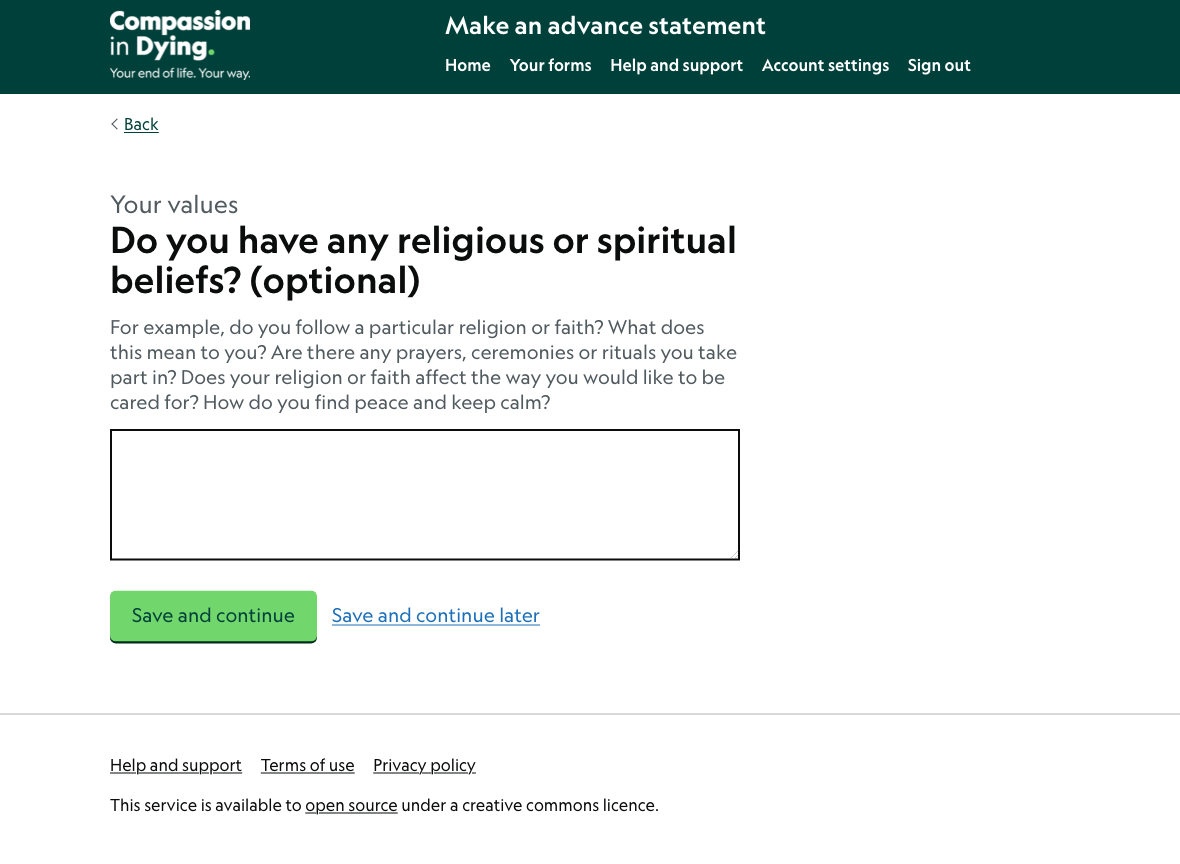 Compassion
in Dying.
Your end of life. Your way.
Make an advance statement
Home Your forms Help and support Account settings Sign out
Back
Your values
Do you have any religious or spiritual
beliefs? (optional)
For example, do you follow a particular religion or faith? What does
this mean to you? Are there any prayers, ceremonies or rituals you take
part in? Does your religion or faith affect the way you would like to be
cared for? How do you find peace and keep calm?
Save and continue Save and continue later
Help and support Terms of use Privacy policy
This service is available to open source under a creative commons licence.